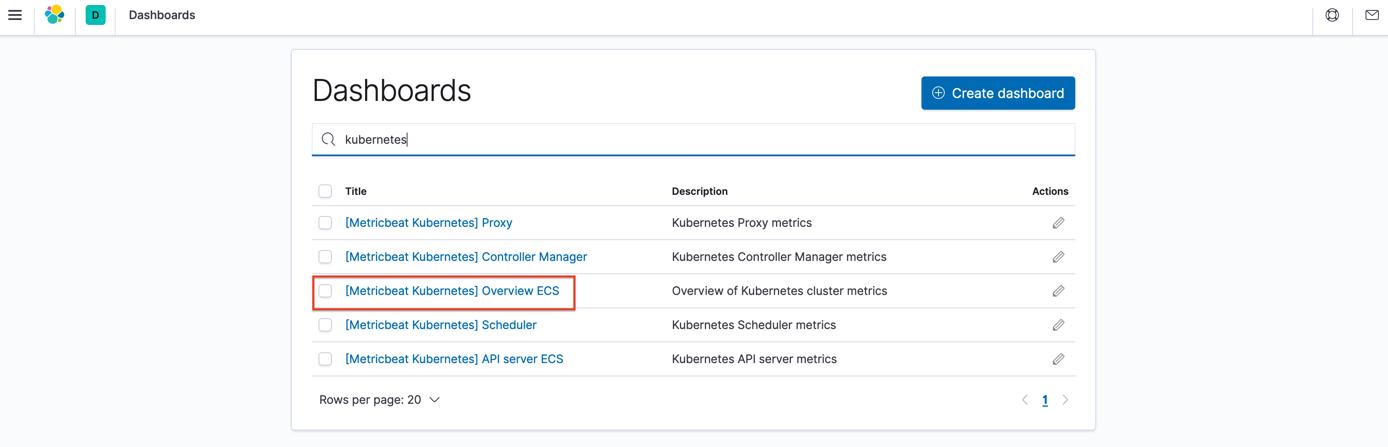 D Dashboards
Dashboards
Create dashboard
kubernetes
Title Description Actions
[Metricbeat Kubernetes] Proxy Kubernetes Proxy metrics
[Metricbeat Kubernetes] Controller Manager Kubernetes Controller Manager metrics
[Metricbeat Kubernetes] Overview ECS Overview of Kubernetes cluster metrics
[Metricbeat Kubernetes] Scheduler Kubernetes Scheduler metrics
[Metricbeat Kubernetes] API server ECS Kubernetes API server metrics
Rows per page: 20 1